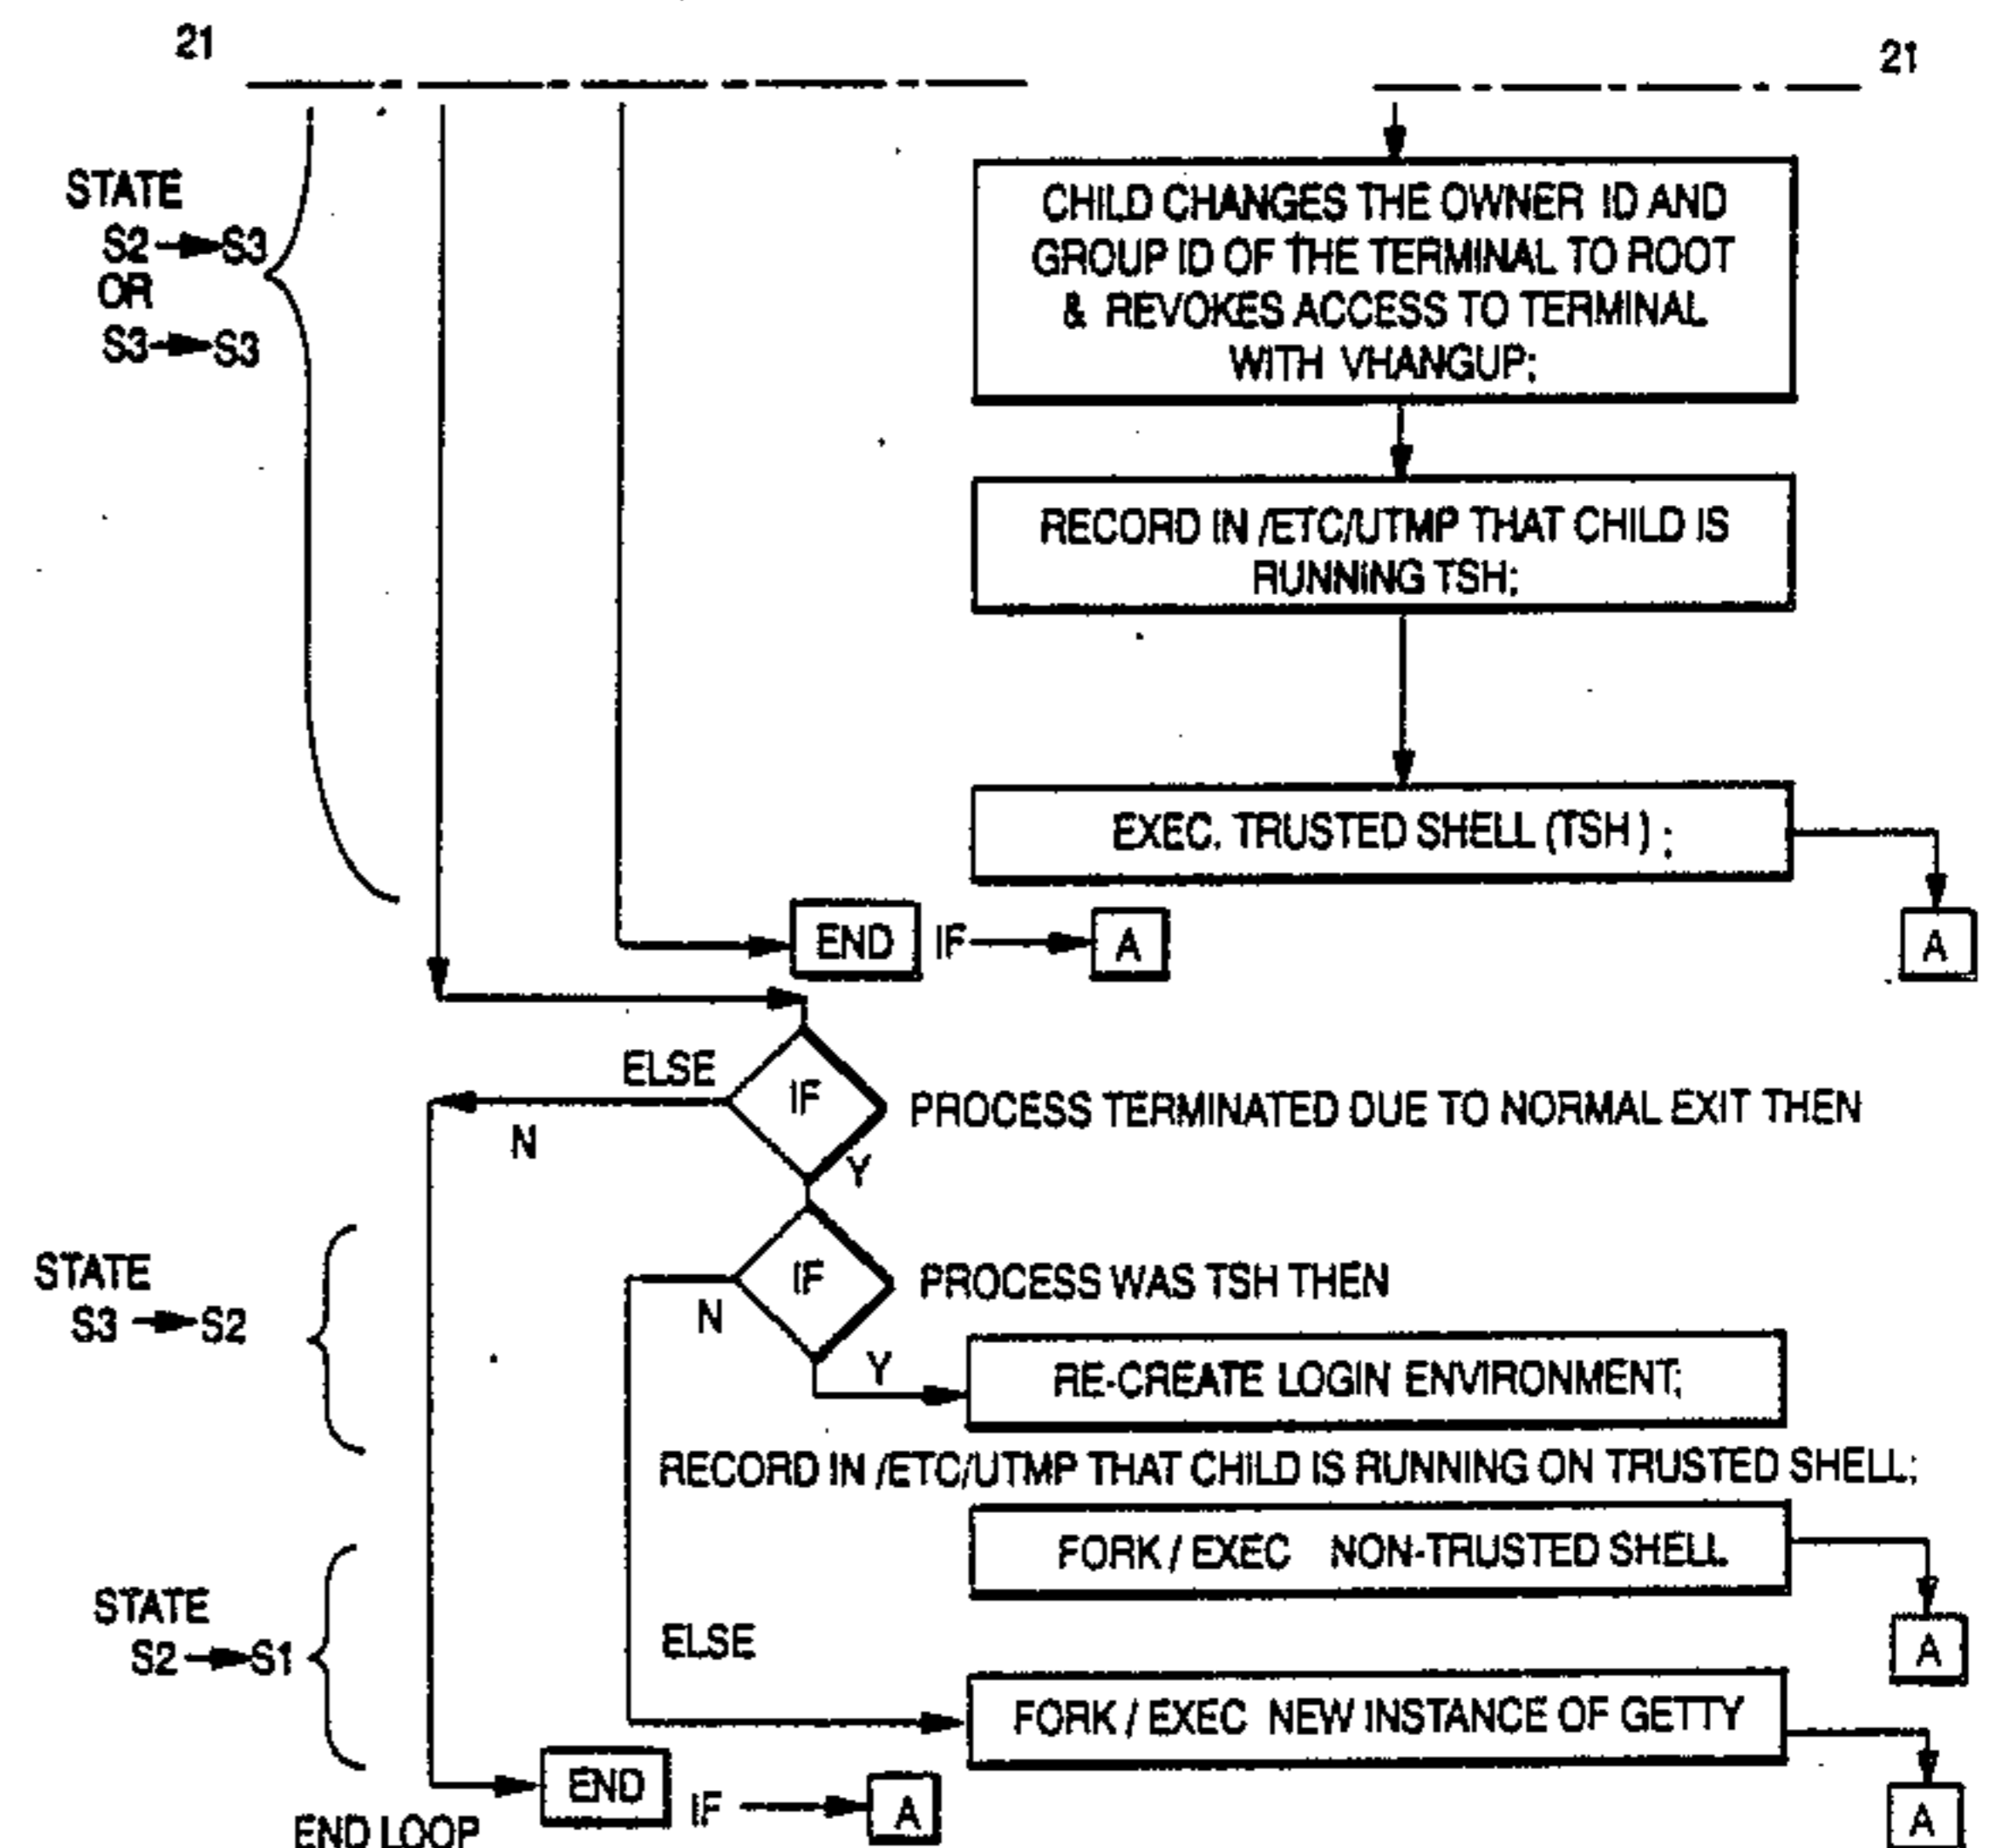 21
21
STATE
S2 → S3
OR
S3 → S3
CHILD CHANGES THE OWNER ID AND
GROUP ID OF THE TERMINAL TO ROOT
& REVOKES ACCESS TO TERMINAL
WITH VHANGUP;
RECORD IN /ETC/UTMP THAT CHILD IS
RUNNING TSH;
EXEC. TRUSTED SHELL (TSH) ;
END IF → A
A
ELSE
IF
PROCESS TERMINATED DUE TO NORMAL EXIT THEN
N
Y
STATE
S3 → S2
IF
PROCESS WAS TSH THEN
N
Y
RE-CREATE LOGIN ENVIRONMENT;
RECORD IN /ETC/UTMP THAT CHILD IS RUNNING ON TRUSTED SHELL;
FORK / EXEC NON-TRUSTED SHELL
A
STATE
S2 → S1
ELSE
FORK / EXEC NEW INSTANCE OF GETTY
A
END IF → A
END LOOP